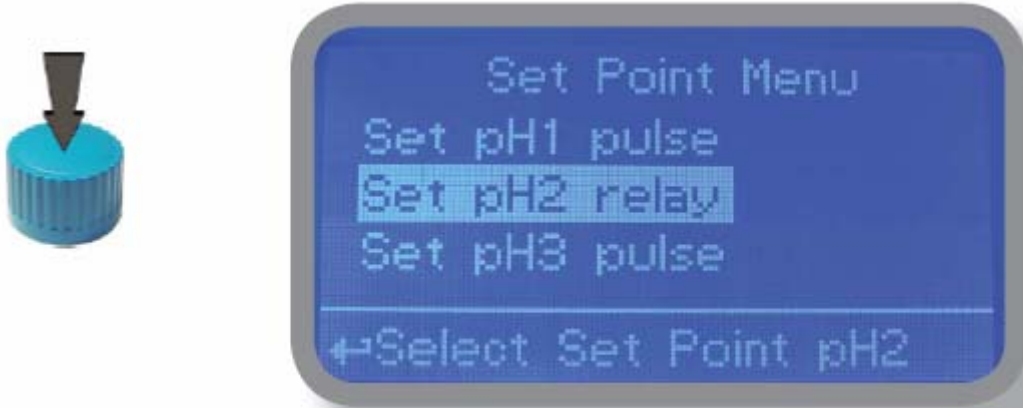 Set Point Menu
Set pH1 pulse
Set pH2 relay
Set pH3 pulse
↵Select Set Point pH2